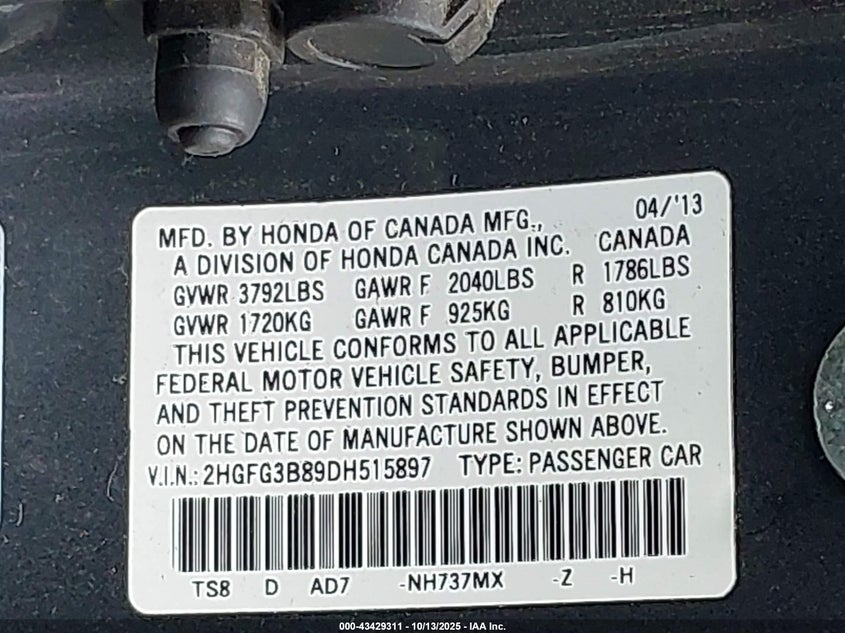 04/'13
MFD. BY HONDA OF CANADA MFG.,
A DIVISION OF HONDA CANADA INC. CANADA
GVWR 3792LBS GAWR F 2040LBS R 1786LBS
GVWR 1720KG GAWR F 925KG R 810KG
THIS VEHICLE CONFORMS TO ALL APPLICABLE
FEDERAL MOTOR VEHICLE SAFETY, BUMPER,
AND THEFT PREVENTION STANDARDS IN EFFECT
ON THE DATE OF MANUFACTURE SHOWN ABOVE.
V.I.N.: 2HGFG3B89DH515897 TYPE: PASSENGER CAR
TS8 D AD7 -NH737MX -Z -H
000-43429311 - 10/13/2025 - IAA Inc.